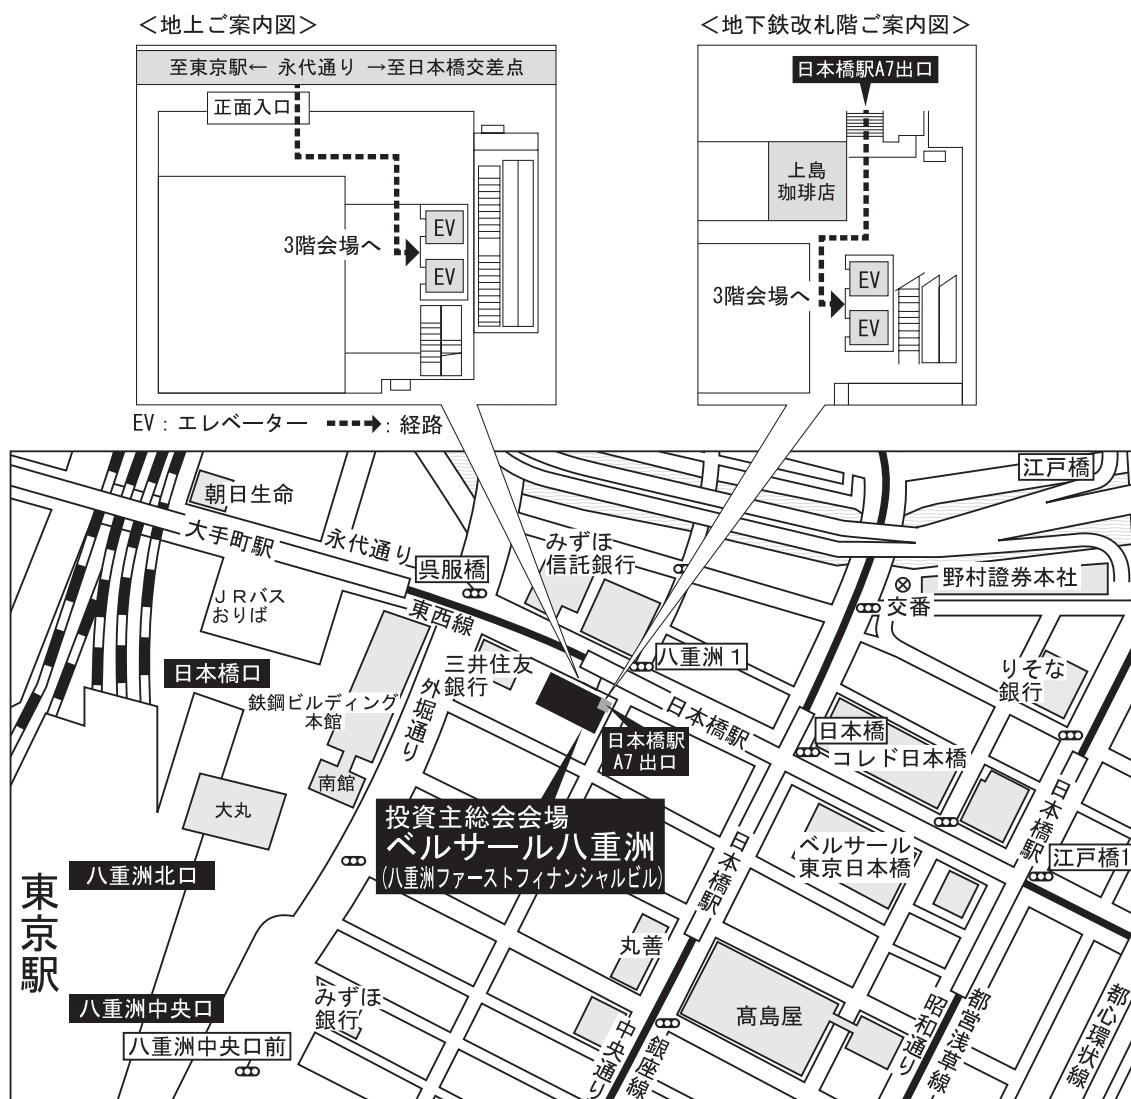 ＜地上ご案内図＞
至東京駅← 永代通り →至日本橋交差点
正面入口
EV
3階会場へ
EV
EV：エレベーター ：経路
＜地下鉄改札階ご案内図＞
日本橋駅A7出口
上島
珈琲店
EV
3階会場へ
EV
江戸橋
朝日生命
大手町駅
永代通り
呉服橋
みずほ
信託銀行
野村證券本社
交番
ＪＲバス
おりば
東西線
八重洲１
三井住友
銀行
りそな
銀行
日本橋口
鉄鋼ビルディング
本館
外堀通り
日本橋駅
日本橋駅
A7 出口
日本橋
コレド日本橋
南館
大丸
投資主総会会場
ベルサール八重洲
(八重洲ファーストフィナンシャルビル)
日本橋駅
ベルサール
東京日本橋
日本橋駅
江戸橋1
八重洲北口
東京駅
丸善
八重洲中央口
みずほ
銀行
髙島屋
八重洲中央口前
中央通り
銀座線
昭和通り
都営浅草線
都心環状線